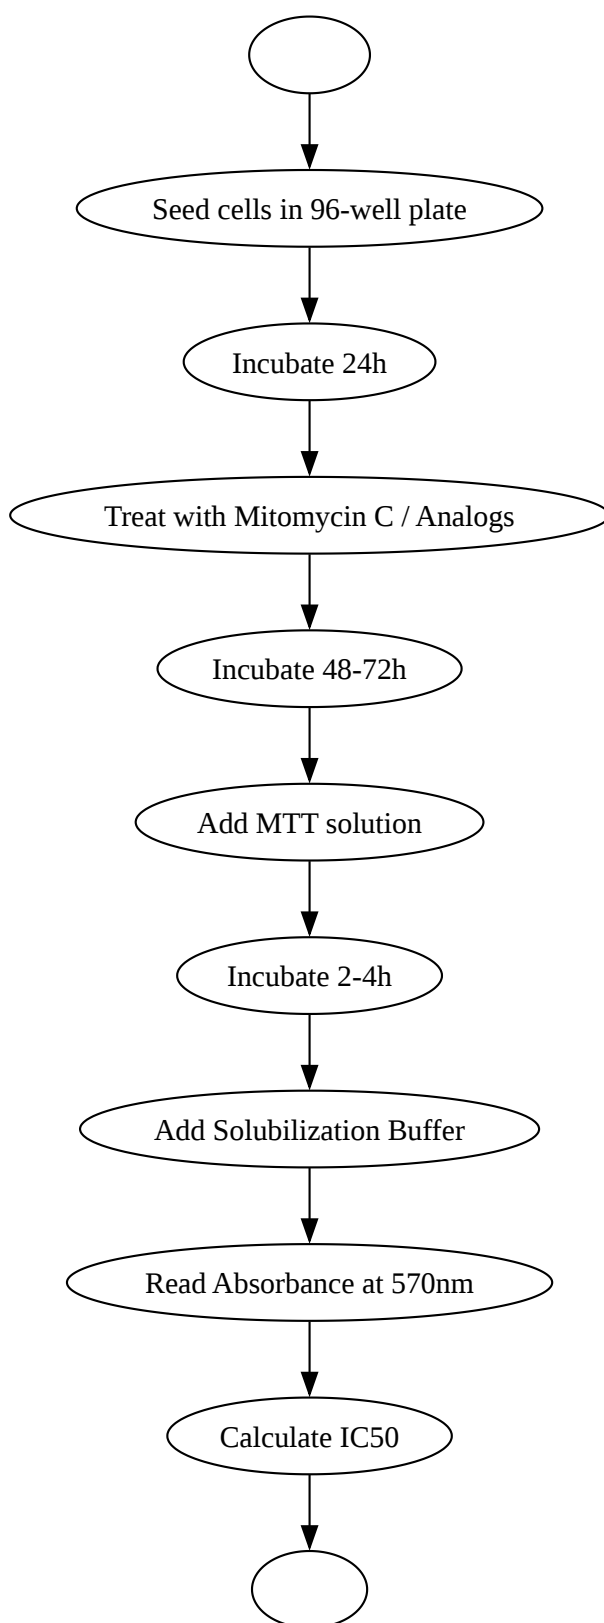 Seed cells in 96-well plate
Incubate 24h
Treat with Mitomycin C / Analogs
Incubate 48-72h
Add MTT solution
Incubate 2-4h
Add Solubilization Buffer
Read Absorbance at 570nm
Calculate IC50